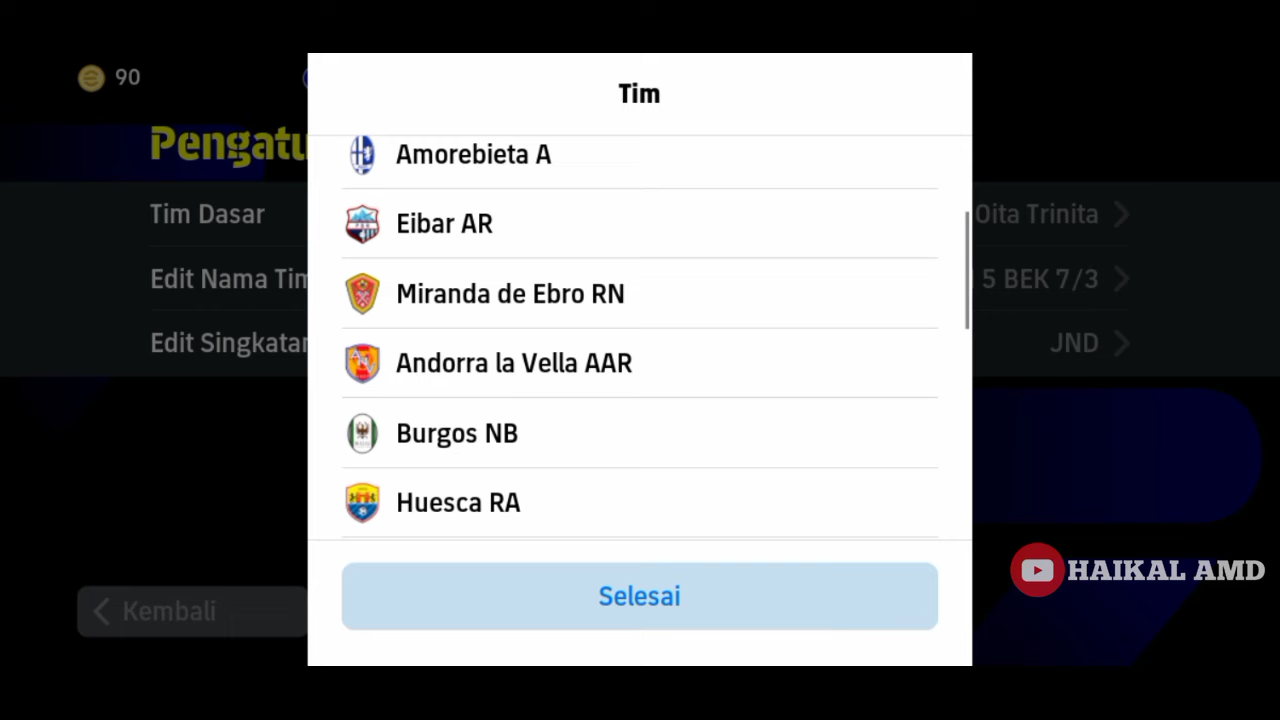 90
Tim
Pengatu
Amorebieta A
Tim Dasar
Oita Trinita
Eibar AR
Edit Nama Tim
5 BEK 7/3
Miranda de Ebro RN
Edit Singkatan
JND
Andorra la Vella AAR
Burgos NB
Huesca RA
Selesai
HAIKAL AMD
Kembali